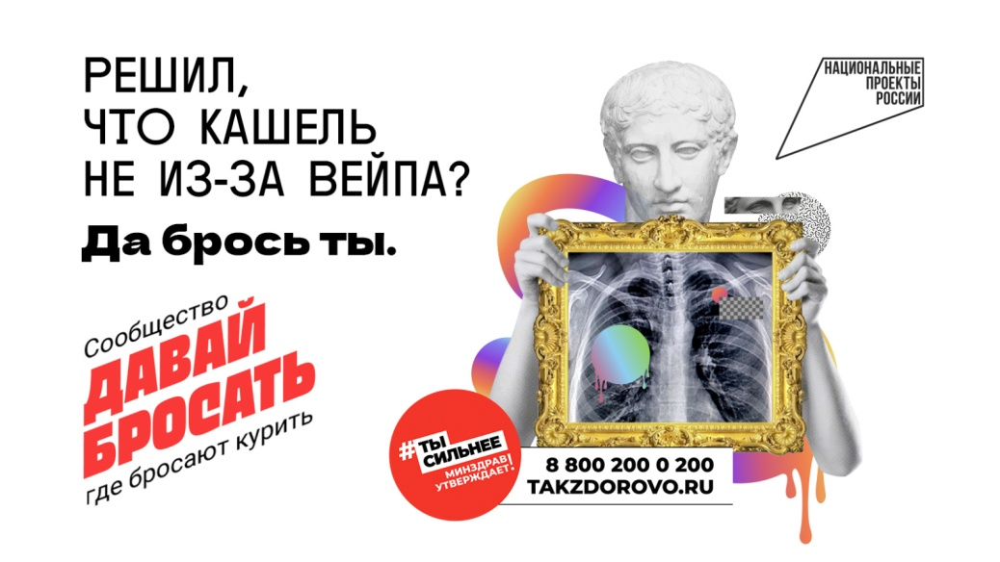 РЕШИЛ,
ЧТО КАШЕЛЬ
НЕ ИЗ-ЗА ВЕЙПА?
Да брось ты.
Сообщество
ДАВАЙ
БРОСАТЬ
где бросают курить
НАЦИОНАЛЬНЫЕ
ПРОЕКТЫ
РОССИИ
#ТЫ
СИЛЬНЕЕ
МИНЗДРАВ
УТВЕРЖДАЕТ!
8 800 200 0 200
TAKZDOROVO.RU